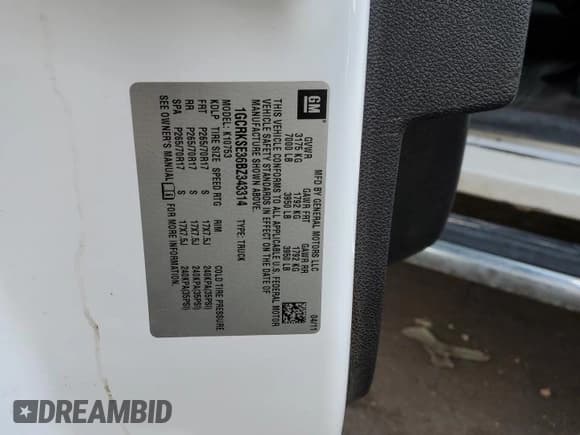 GM
MFD BY GENERAL MOTORS LLC
GVWR GAWR FRT GAWR RR
3175 KG 1792 KG 1792 KG
7000 LB 3950 LB 3950 LB
04/11
THIS VEHICLE CONFORMS TO ALL APPLICABLE U.S. FEDERAL MOTOR
VEHICLE SAFETY STANDARDS IN EFFECT ON THE DATE OF
MANUFACTURE SHOWN ABOVE.
1GCRKSE36BZ343314 TYPE: TRUCK
MODEL: K10753
KDLP TIRE SIZE SPEED RTG RIM COLD TIRE PRESSURE
FRT P265/70R17 S 17X7.5J 240KPA(35PSI)
RR P265/70R17 S 17X7.5J 240KPA(35PSI)
SPA P265/70R17 S 17X7.5J 240KPA(35PSI)
SEE OWNER'S MANUAL FOR MORE INFORMATION.
DREAMBID